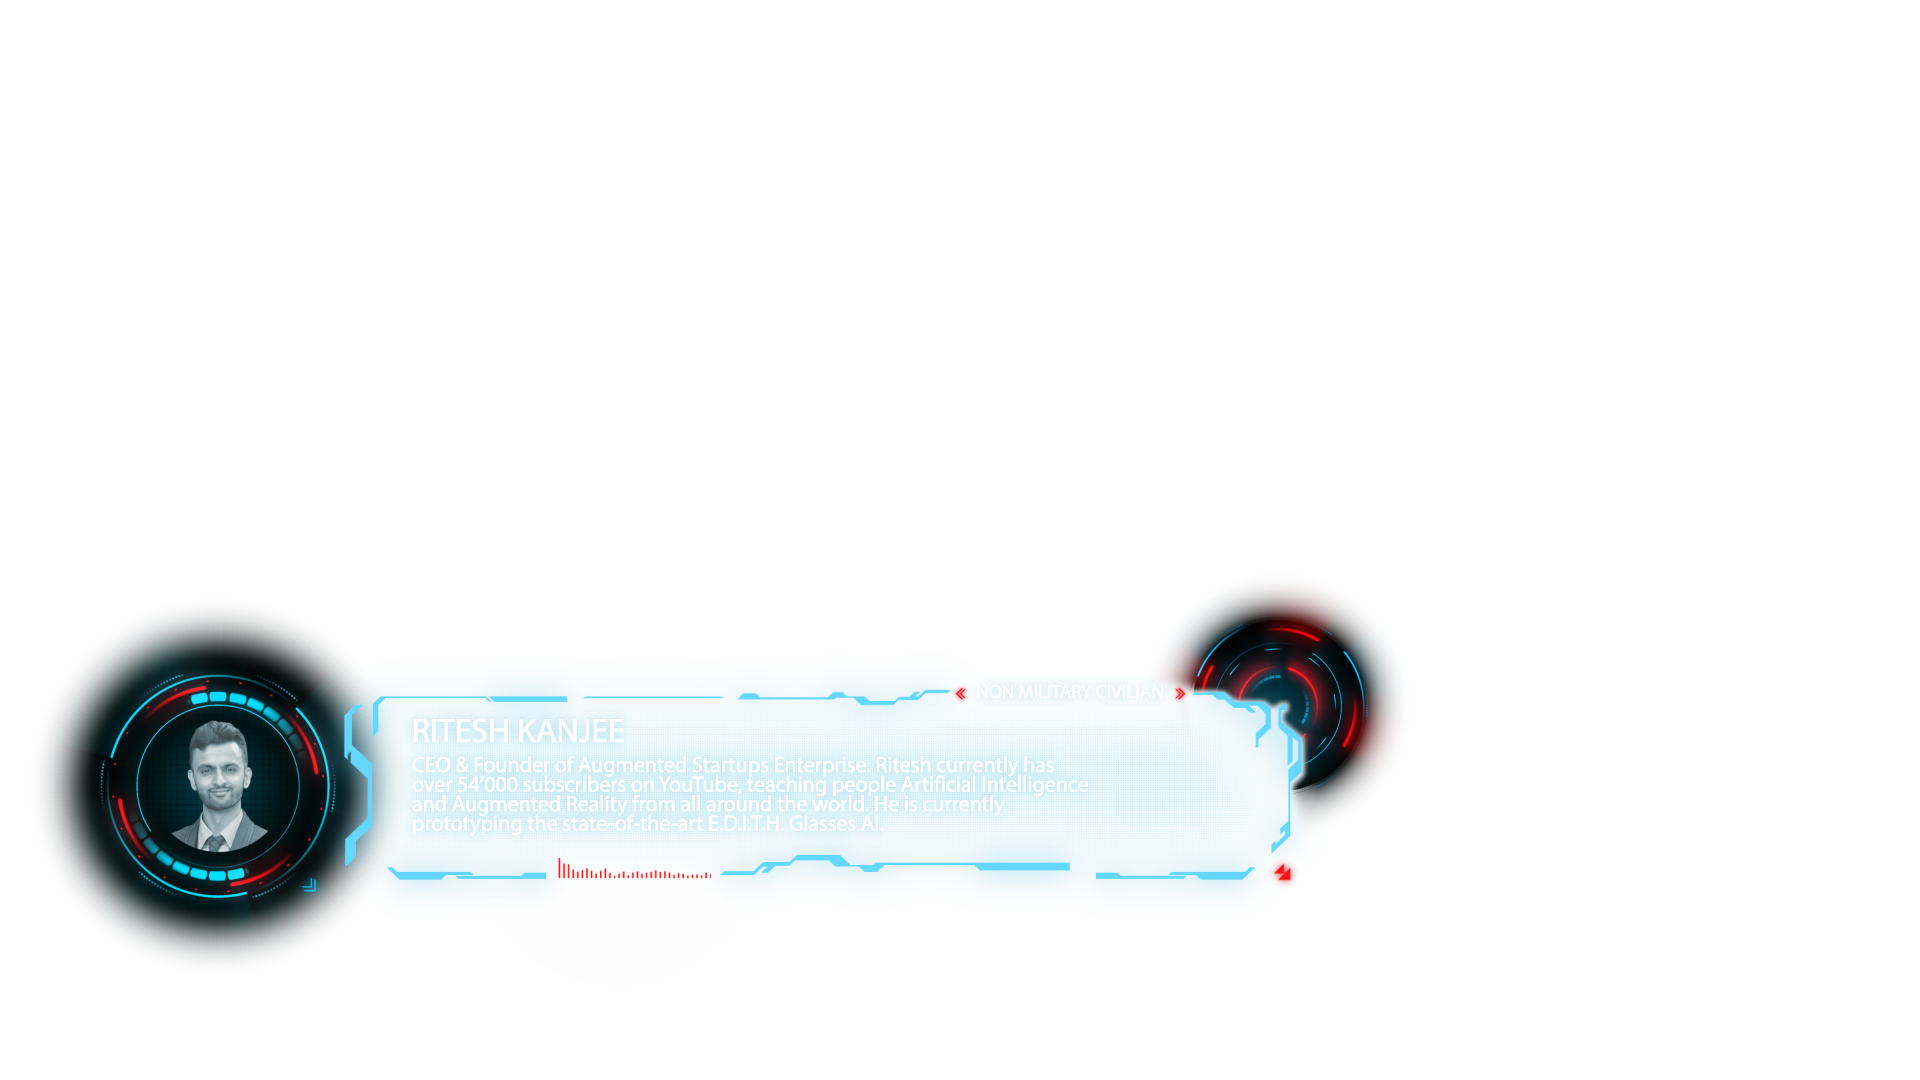 NON MILITARY CIVILIAN
RITESH KANJEE
CEO & Founder of Augmented Startups Enterprise. Ritesh currently has
over 54’000 subscribers on YouTube, teaching people Artificial Intelligence
and Augmented Reality from all around the world. He is currently
prototyping the state-of-the-art E.D.I.T.H. Glasses AI.